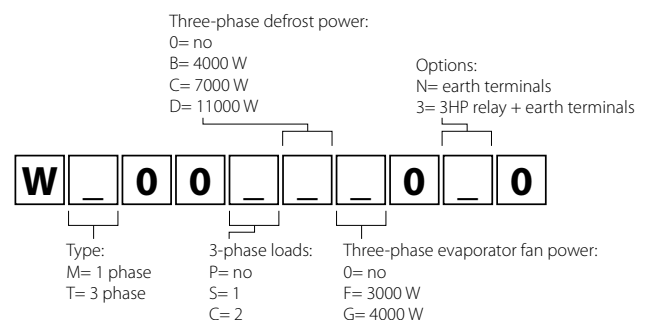 Three-phase defrost power:
0= no
B= 4000 W
C= 7000 W
D= 11000 W
Options:
N= earth terminals
3= 3HP relay + earth terminals
W _ 0 0 _ _ _ 0 _ 0
Type:
M= 1 phase
T= 3 phase
3-phase loads:
P= no
S= 1
C= 2
Three-phase evaporator fan power:
0= no
F= 3000 W
G= 4000 W